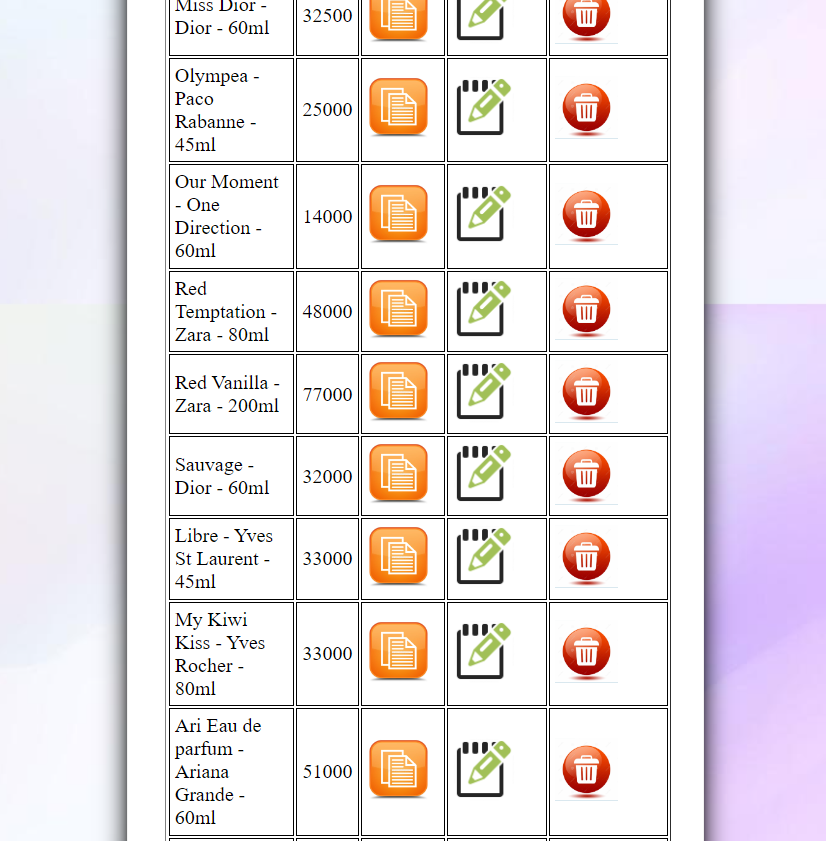 Miss Dior -
Dior - 60ml
32500
Olympea -
Paco
Rabanne -
45ml
25000
Our Moment
- One
Direction -
60ml
14000
Red
Temptation -
Zara - 80ml
48000
Red Vanilla -
Zara - 200ml
77000
Sauvage -
Dior - 60ml
32000
Libre - Yves
St Laurent -
45ml
33000
My Kiwi
Kiss - Yves
Rocher -
80ml
33000
Ari Eau de
parfum -
Ariana
Grande -
60ml
51000